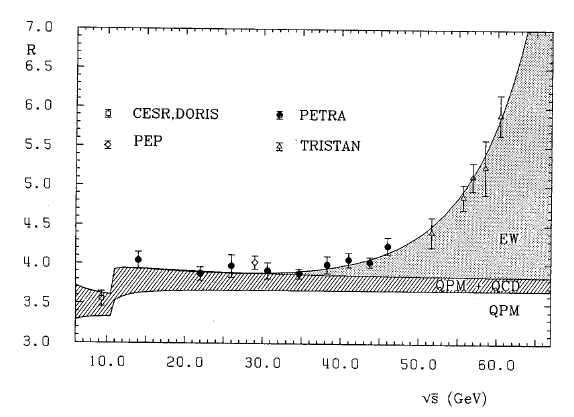 7.0
R
6.5
6.0
5.5
5.0
4.5
4.0
3.5
3.0
CESR,DORIS
PETRA
PEP
TRISTAN
EW
QPM + QCD
QPM
10.0 20.0 30.0 40.0 50.0 60.0
√s (GeV)